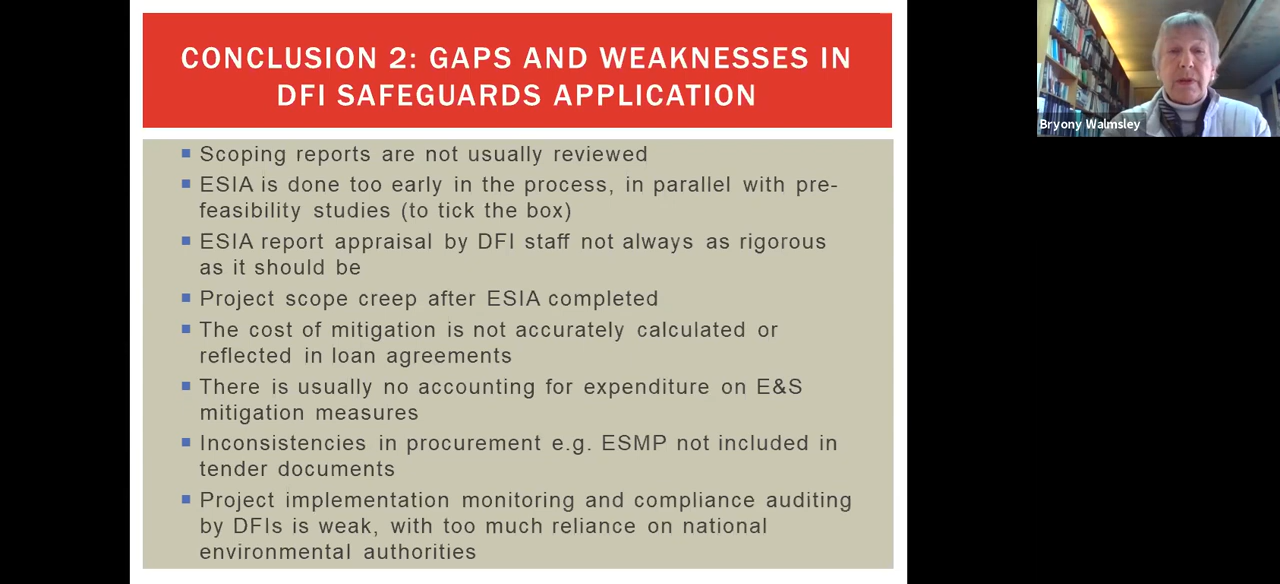 CONCLUSION 2: GAPS AND WEAKNESSES IN
DFI SAFEGUARDS APPLICATION
Bryony Walmsley
▪ Scoping reports are not usually reviewed
▪ ESIA is done too early in the process, in parallel with pre-
feasibility studies (to tick the box)
▪ ESIA report appraisal by DFI staff not always as rigorous
as it should be
▪ Project scope creep after ESIA completed
▪ The cost of mitigation is not accurately calculated or
reflected in loan agreements
▪ There is usually no accounting for expenditure on E&S
mitigation measures
▪ Inconsistencies in procurement e.g. ESMP not included in
tender documents
▪ Project implementation monitoring and compliance auditing
by DFIs is weak, with too much reliance on national
environmental authorities